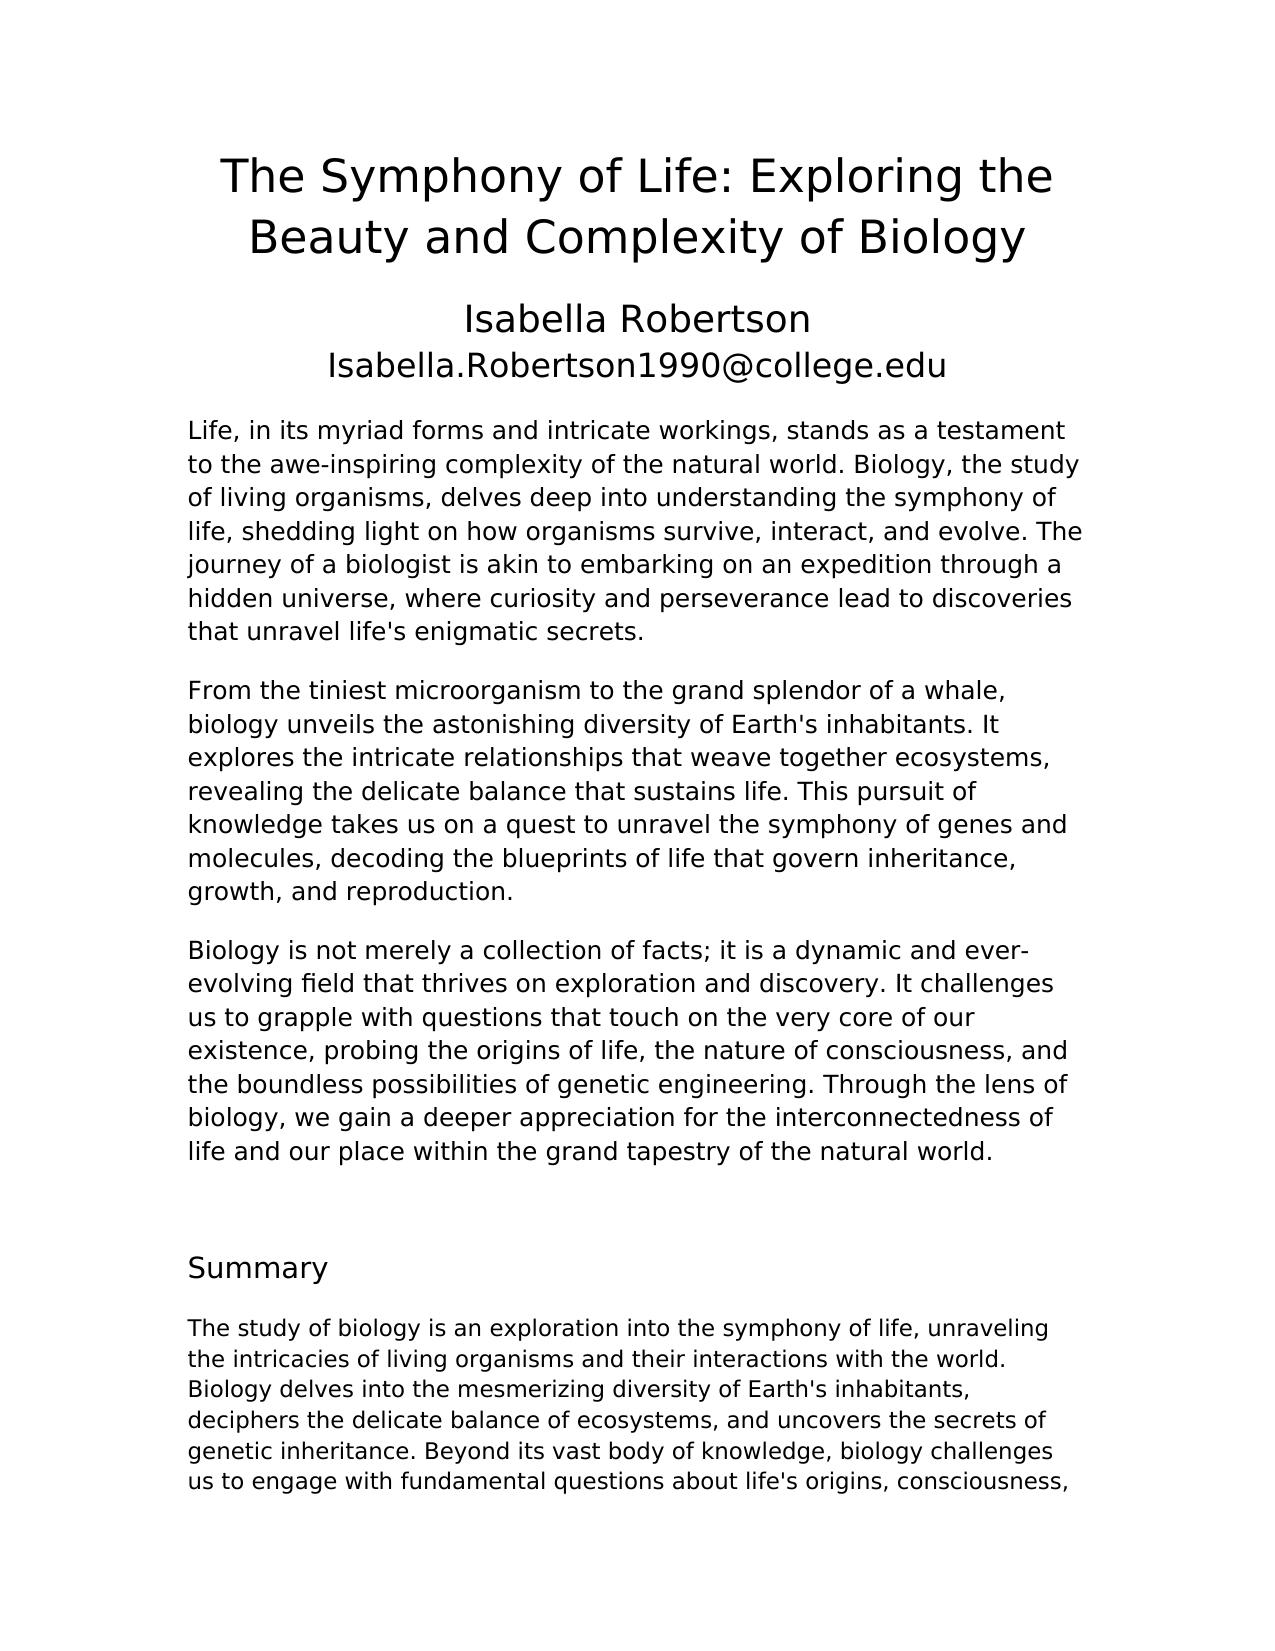 The Symphony of Life: Exploring the
Beauty and Complexity of Biology
Isabella Robertson
Isabella.Robertson1990@college.edu
Life, in its myriad forms and intricate workings, stands as a testament
to the awe-inspiring complexity of the natural world. Biology, the study
of living organisms, delves deep into understanding the symphony of
life, shedding light on how organisms survive, interact, and evolve. The
journey of a biologist is akin to embarking on an expedition through a
hidden universe, where curiosity and perseverance lead to discoveries
that unravel life's enigmatic secrets.
From the tiniest microorganism to the grand splendor of a whale,
biology unveils the astonishing diversity of Earth's inhabitants. It
explores the intricate relationships that weave together ecosystems,
revealing the delicate balance that sustains life. This pursuit of
knowledge takes us on a quest to unravel the symphony of genes and
molecules, decoding the blueprints of life that govern inheritance,
growth, and reproduction.
Biology is not merely a collection of facts; it is a dynamic and ever-
evolving field that thrives on exploration and discovery. It challenges
us to grapple with questions that touch on the very core of our
existence, probing the origins of life, the nature of consciousness, and
the boundless possibilities of genetic engineering. Through the lens of
biology, we gain a deeper appreciation for the interconnectedness of
life and our place within the grand tapestry of the natural world.
Summary
The study of biology is an exploration into the symphony of life, unraveling
the intricacies of living organisms and their interactions with the world.
Biology delves into the mesmerizing diversity of Earth's inhabitants,
deciphers the delicate balance of ecosystems, and uncovers the secrets of
genetic inheritance. Beyond its vast body of knowledge, biology challenges
us to engage with fundamental questions about life's origins, consciousness,